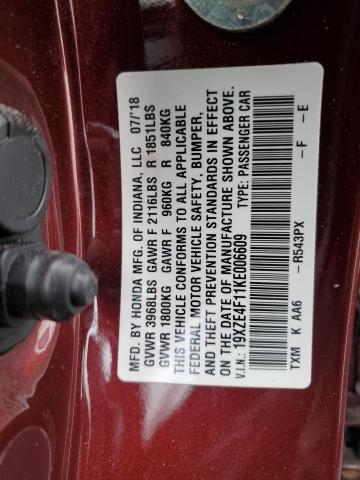 MFD. BY HONDA MFG. OF INDIANA, LLC 07/'18
GVWR 3968LBS GAWR F 2116LBS R 1851LBS
GVWR 1800KG GAWR F 960KG R 840KG
THIS VEHICLE CONFORMS TO ALL APPLICABLE
FEDERAL MOTOR VEHICLE SAFETY, BUMPER,
AND THEFT PREVENTION STANDARDS IN EFFECT
ON THE DATE OF MANUFACTURE SHOWN ABOVE.
V.I.N.: 19XZE4F11KE006609 TYPE: PASSENGER CAR
TXM K AA6 -R543PX -F -E